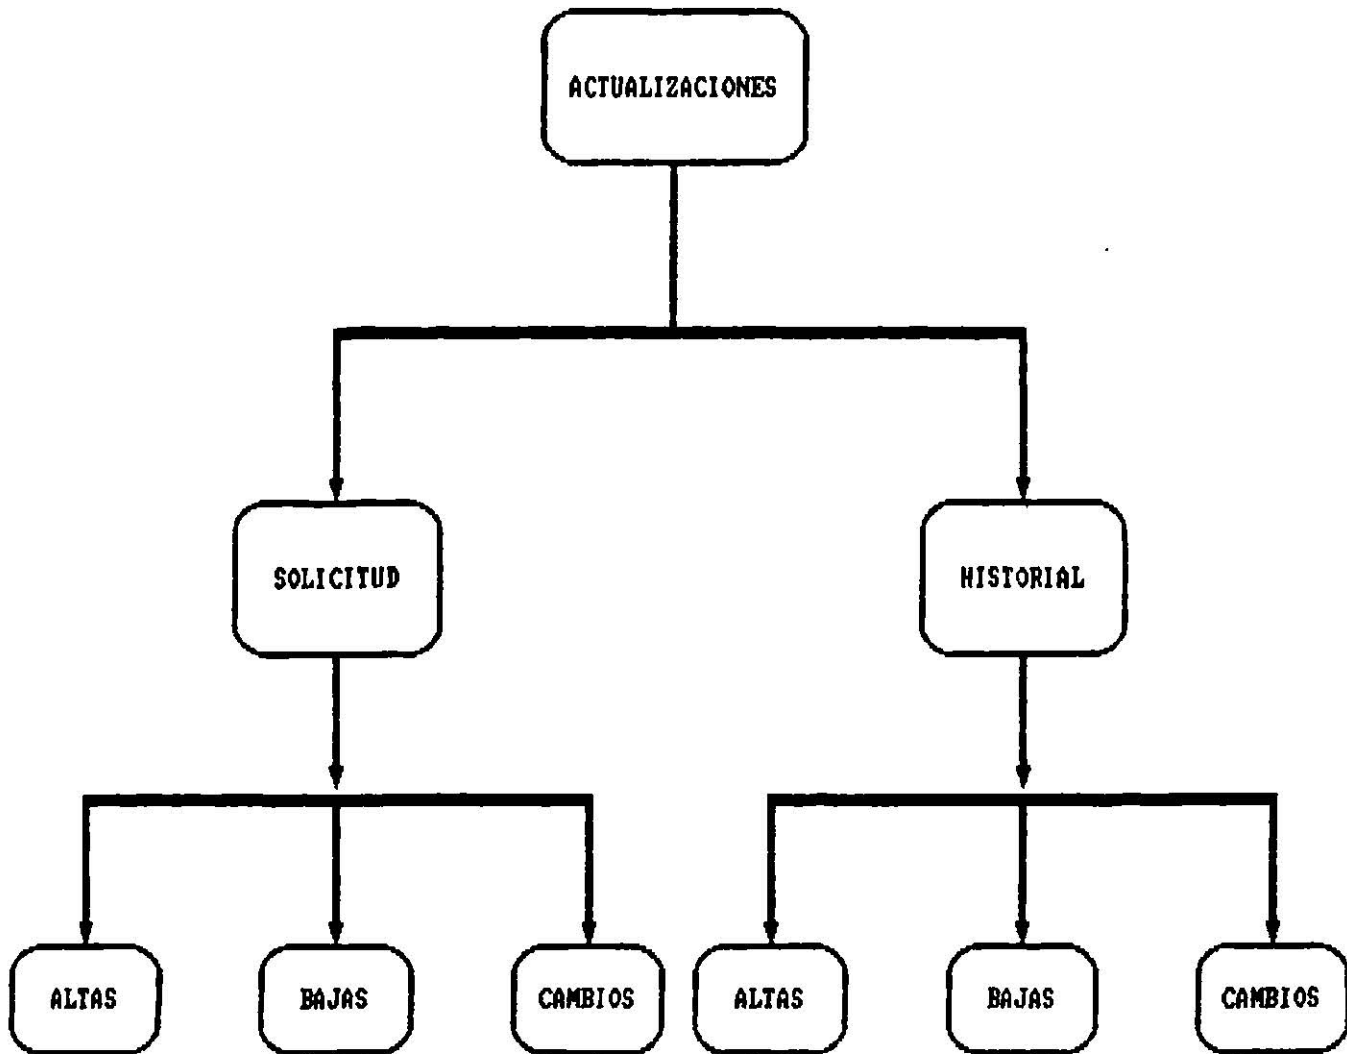 ACTUALIZACIONES
SOLICITUD
HISTORIAL
ALTAS
BAJAS
CAMBIOS
ALTAS
BAJAS
CAMBIOS